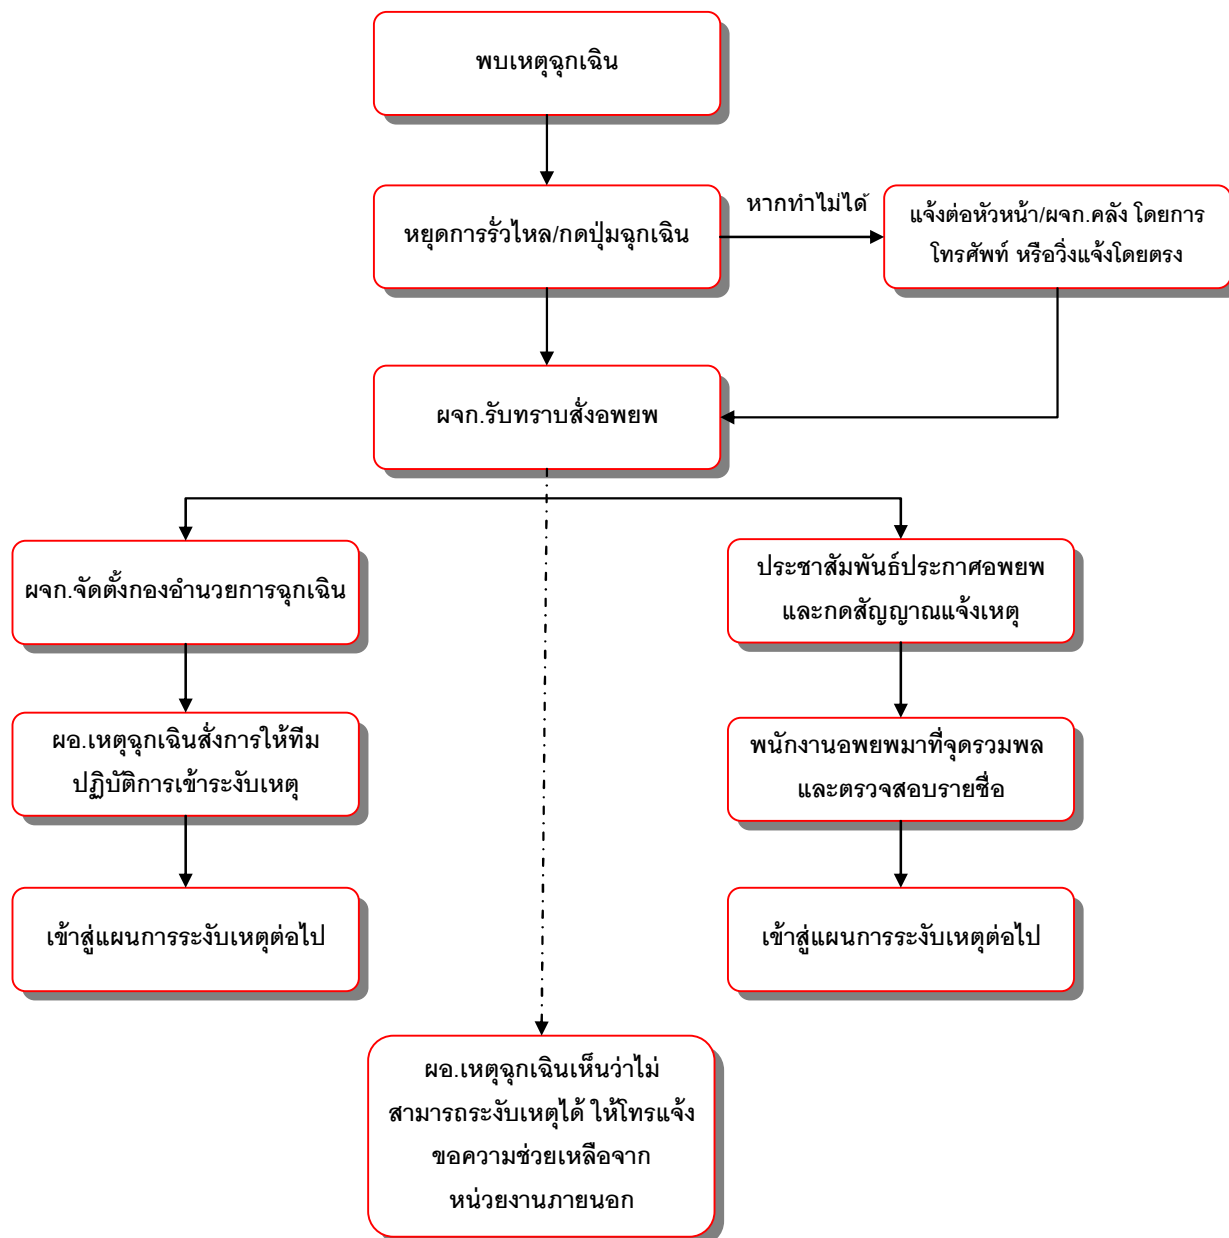 พบเหตุฉุกเฉิน
หยุดการรั่วไหล/กดปุ่มฉุกเฉิน
หากทำไม่ได้
แจ้งต่อหัวหน้า/ผจก.คลัง โดยการ
โทรศัพท์ หรือวิ่งแจ้งโดยตรง
ผจก.รับทราบสั่งอพยพ
ผจก.จัดตั้งกองอำนวยการฉุกเฉิน
ประชาสัมพันธ์ประกาศอพยพ
และกดสัญญาณแจ้งเหตุ
ผอ.เหตุฉุกเฉินสั่งการให้ทีม
ปฏิบัติการเข้าระงับเหตุ
พนักงานอพยพมาที่จุดรวมพล
และตรวจสอบรายชื่อ
เข้าสู่แผนการระงับเหตุต่อไป
เข้าสู่แผนการระงับเหตุต่อไป
ผอ.เหตุฉุกเฉินเห็นว่าไม่
สามารถระงับเหตุได้ ให้โทรแจ้ง
ขอความช่วยเหลือจาก
หน่วยงานภายนอก